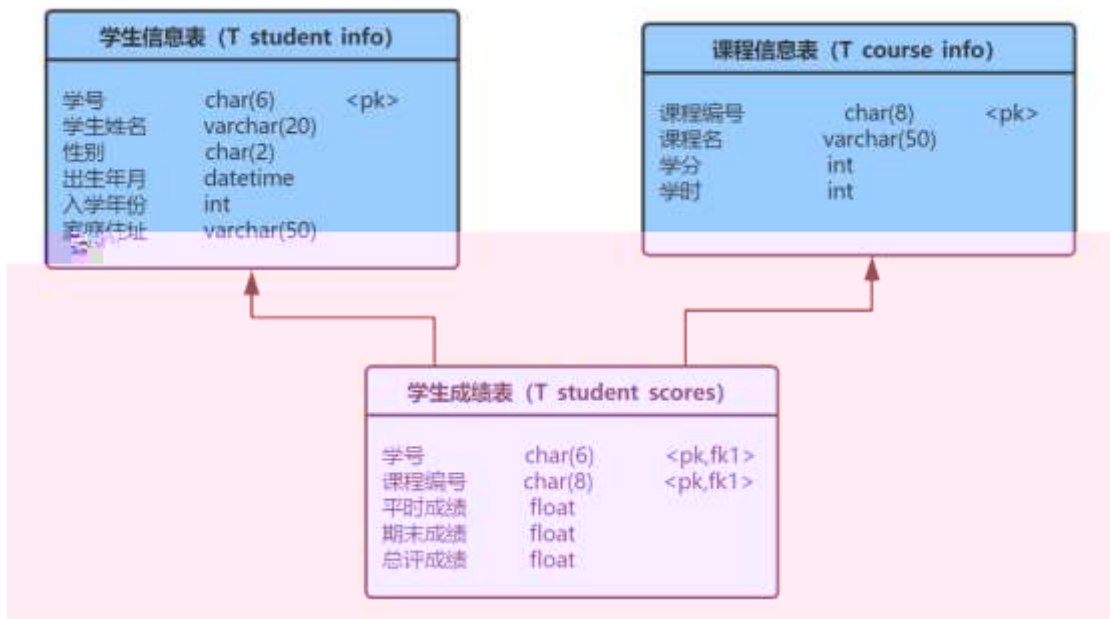 学生信息表（T student info）
学号 char(6) <pk>
学生姓名 varchar(20)
性别 char(2)
出生年月 datetime
入学年份 int
家庭住址 varchar(50)
课程信息表（T course info）
课程编号 char(8) <pk>
课程名 varchar(50)
学分 int
学时 int
学生成绩表（T student scores）
学号 char(6) <pk,fk1>
课程编号 char(8) <pk,fk1>
平时成绩 float
期末成绩 float
总评成绩 float